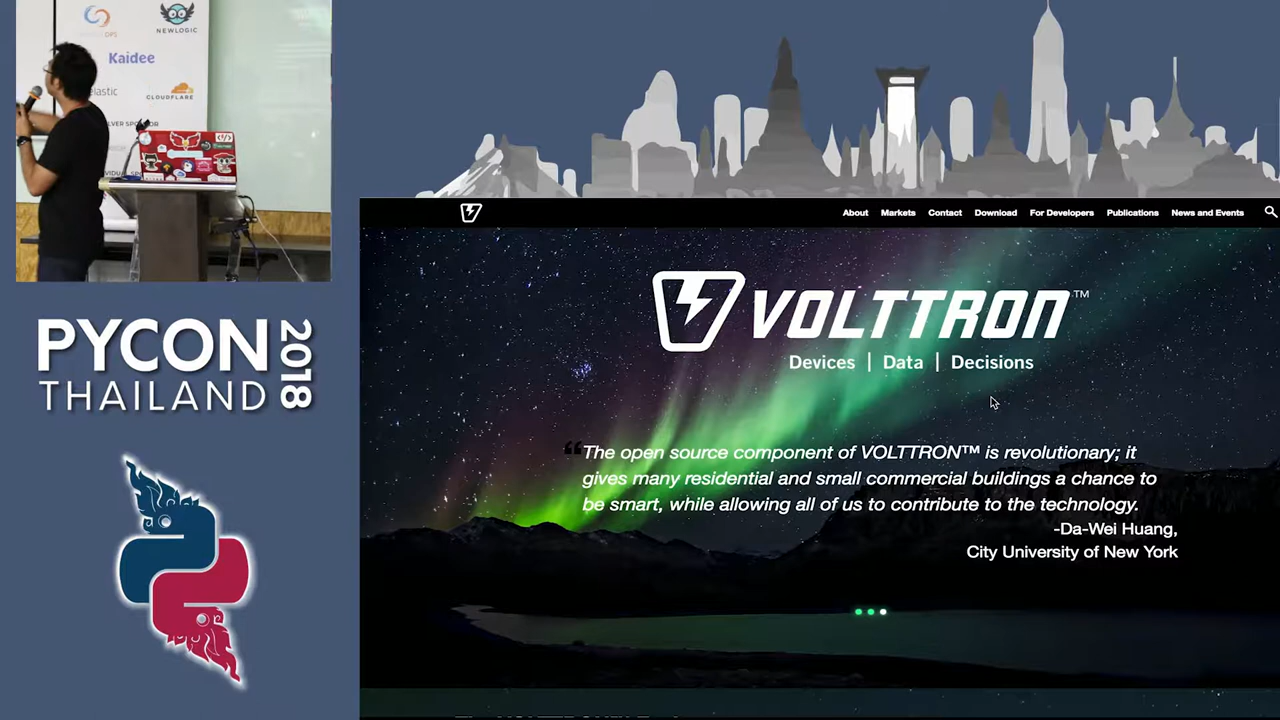 NEWLOGIC
Kaidee
elastic
CLOUDFLARE
PYCON
THAILAND
2018
About Markets Contact Download For Developers Publications News and Events
VOLTTRON™
Devices | Data | Decisions
“The open source component of VOLTTRON™ is revolutionary; it
gives many residential and small commercial buildings a chance to
be smart, while allowing all of us to contribute to the technology.
-Da-Wei Huang,
City University of New York